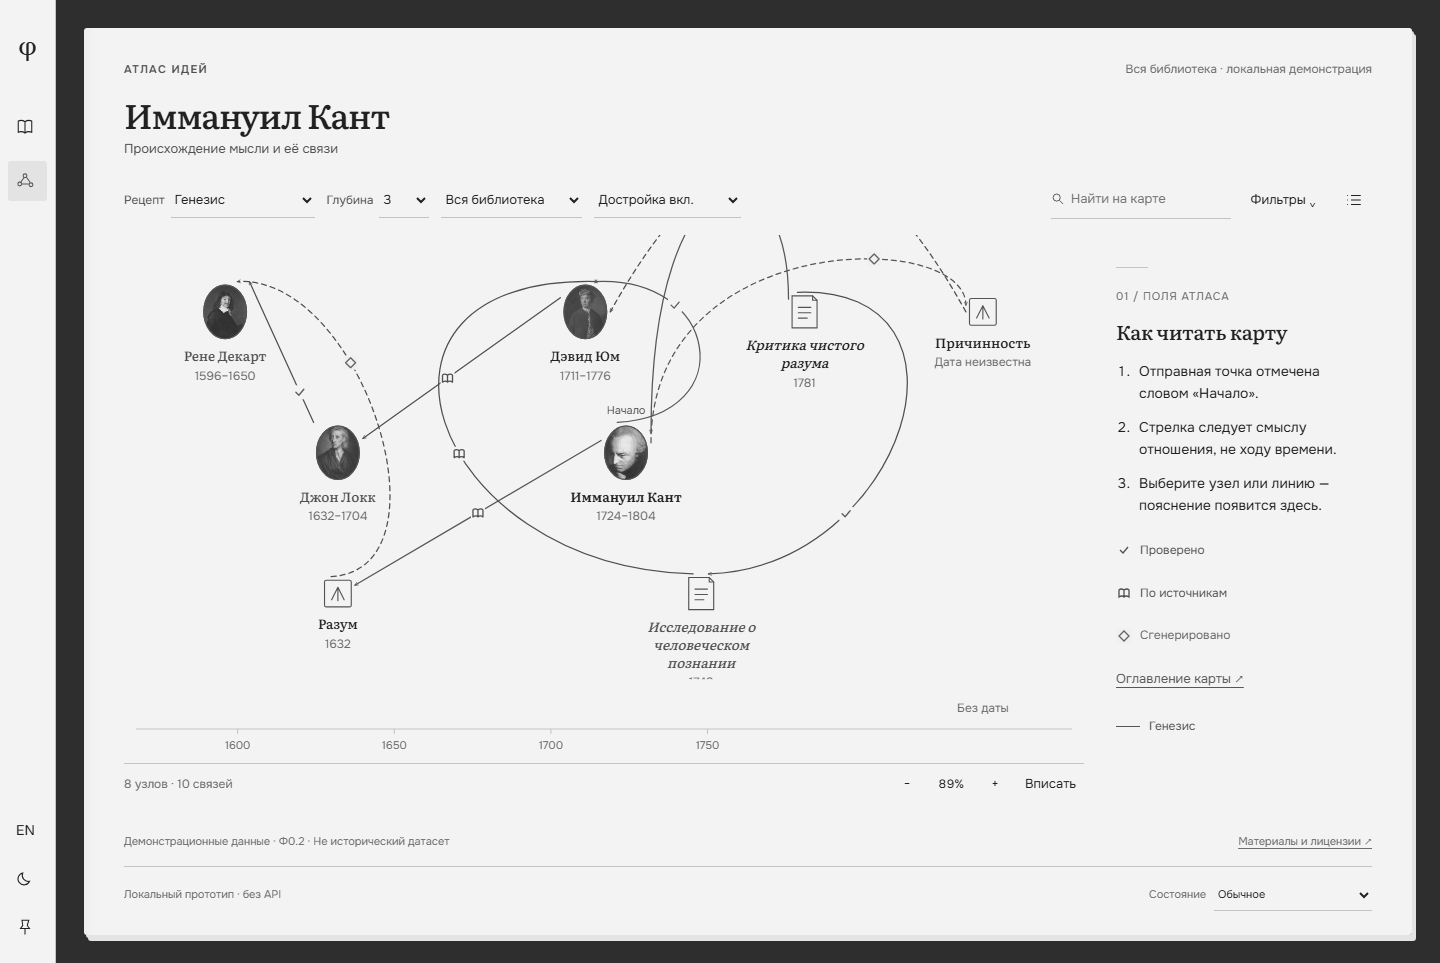 φ
АТЛАС ИДЕЙ
Вся библиотека · локальная демонстрация
Иммануил Кант
Происхождение мысли и её связи
Рецепт Генезис Глубина 3 Вся библиотека Достройка вкл.
Найти на карте Фильтры
Рене Декарт
1596–1650
Дэвид Юм
1711–1776
Критика чистого
разума
1781
Причинность
Дата неизвестна
Начало
Джон Локк
1632–1704
Иммануил Кант
1724–1804
Разум
1632
Исследование о
человеческом
познании
Без даты
1600 1650 1700 1750
8 узлов · 10 связей
– 89% + Вписать
01 / ПОЛЯ АТЛАСА
Как читать карту
1. Отправная точка отмечена
словом «Начало».
2. Стрелка следует смыслу
отношения, не ходу времени.
3. Выберите узел или линию —
пояснение появится здесь.
Проверено
По источникам
Сгенерировано
Оглавление карты ↗
Генезис
EN
Демонстрационные данные · Ф0.2 · Не исторический датасет
Материалы и лицензии ↗
Локальный прототип · без API
Состояние Обычное